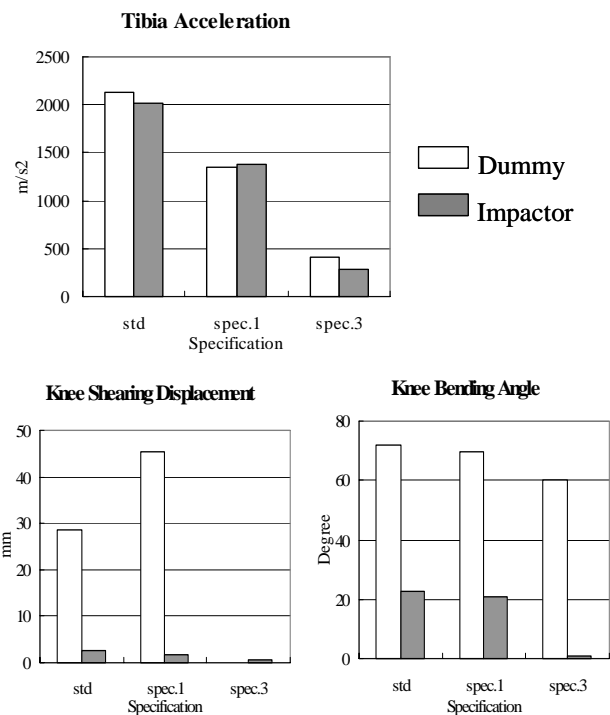 Tibia Acceleration
2500
2000
1500
1000
500
0
m/s2
std spec.1 spec.3
Specification
Dummy
Impactor
Knee Shearing Displacement
50
40
30
20
10
0
mm
std spec.1 spec.3
Specification
Knee Bending Angle
80
60
40
20
0
Degree
std spec.1 spec.3
Specification